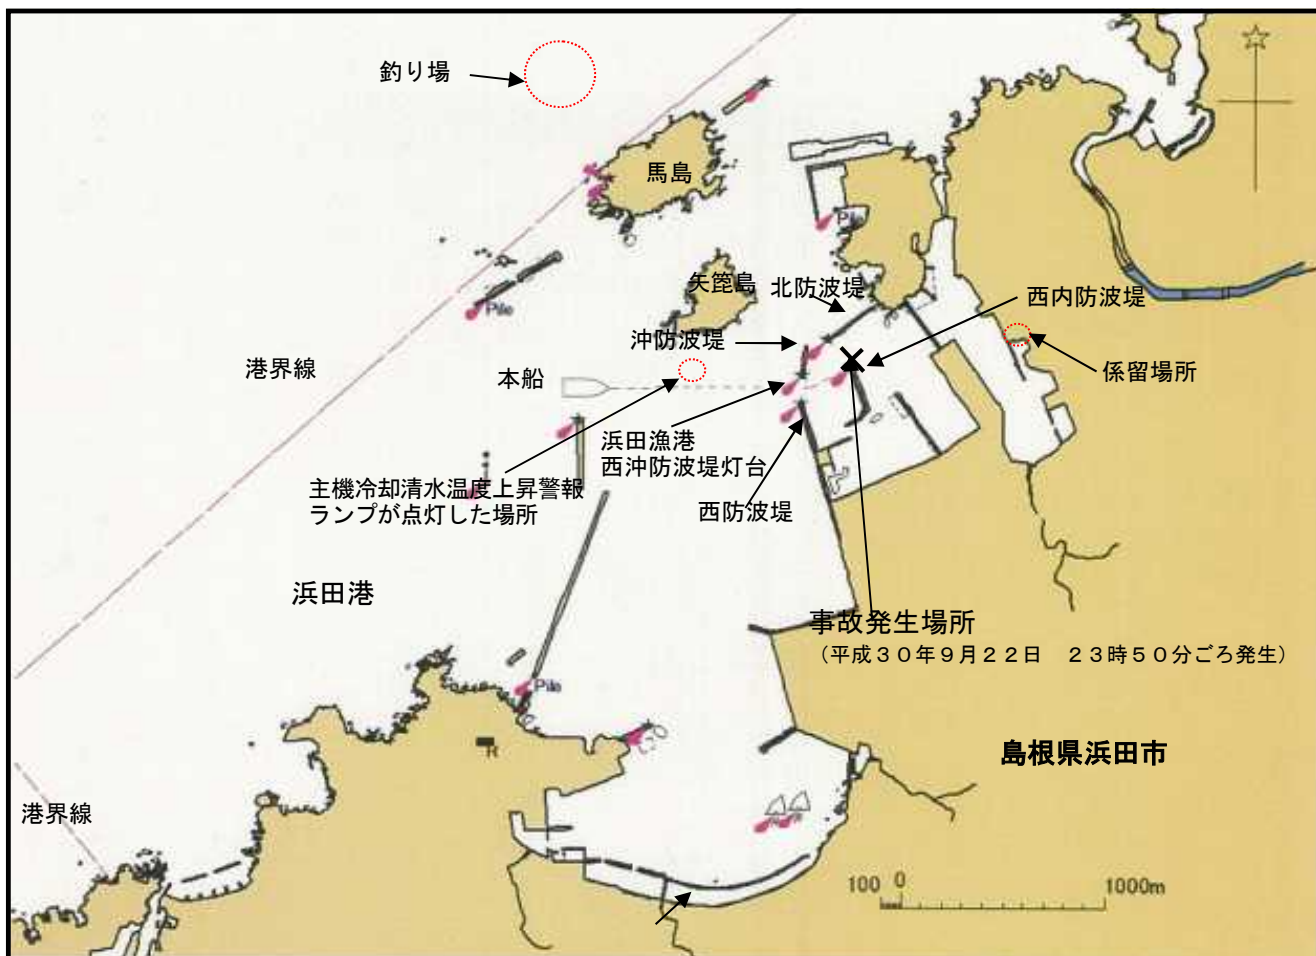 釣り場
馬島
Pile
矢箆島
北防波堤
西内防波堤
Pile
沖防波堤
港界線
本船
係留場所
浜田漁港
西沖防波堤灯台
主機冷却清水温度上昇警報
ランプが点灯した場所
西防波堤
浜田港
事故発生場所
（平成３０年９月２２日　２３時５０分ごろ発生）
Pile
R
島根県浜田市
港界線
100 0 1000m